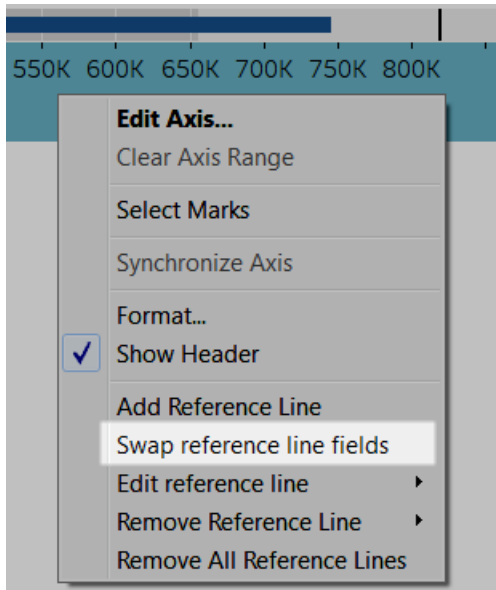 550K 600K 650K 700K 750K 800K
Edit Axis...
Clear Axis Range
Select Marks
Synchronize Axis
Format...
Show Header
Add Reference Line
Swap reference line fields
Edit reference line
Remove Reference Line
Remove All Reference Lines